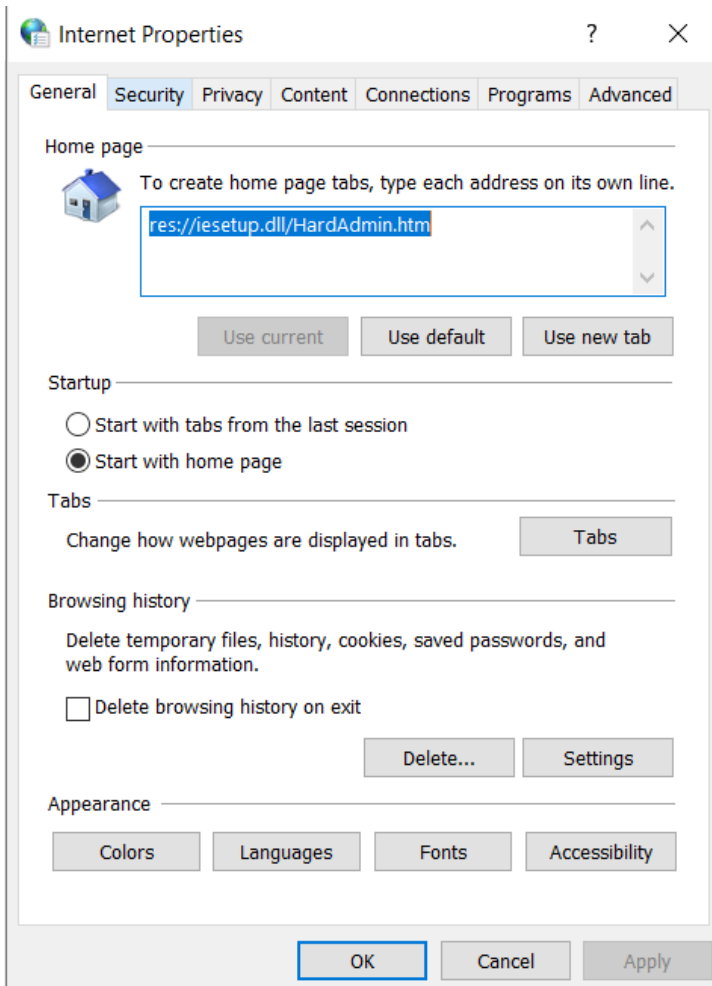 Internet Properties
?
General Security Privacy Content Connections Programs Advanced
Home page
To create home page tabs, type each address on its own line.
res://iesetup.dll/HardAdmin.htm
Use current Use default Use new tab
Startup
Start with tabs from the last session
Start with home page
Tabs
Change how webpages are displayed in tabs. Tabs
Browsing history
Delete temporary files, history, cookies, saved passwords, and
web form information.
Delete browsing history on exit
Delete... Settings
Appearance
Colors Languages Fonts Accessibility
OK Cancel Apply